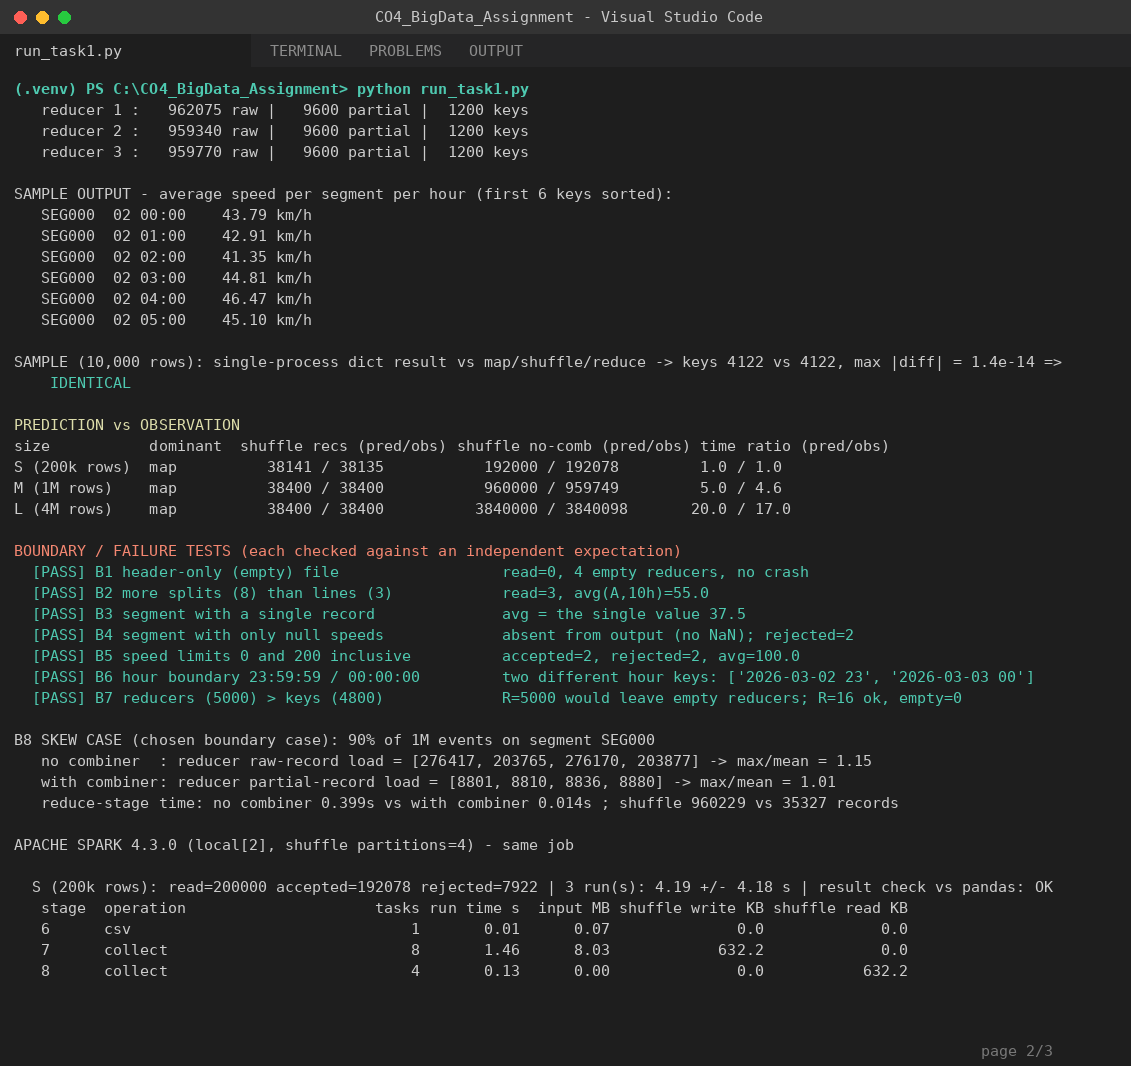 CO4_BigData_Assignment - Visual Studio Code
run_task1.py TERMINAL PROBLEMS OUTPUT
(.venv) PS C:\CO4_BigData_Assignment> python run_task1.py
reducer 1 :   962075 raw |   9600 partial |  1200 keys
reducer 2 :   959340 raw |   9600 partial |  1200 keys
reducer 3 :   959770 raw |   9600 partial |  1200 keys
SAMPLE OUTPUT - average speed per segment per hour (first 6 keys sorted):
SEG000  02 00:00    43.79 km/h
SEG000  02 01:00    42.91 km/h
SEG000  02 02:00    41.35 km/h
SEG000  02 03:00    44.81 km/h
SEG000  02 04:00    46.47 km/h
SEG000  02 05:00    45.10 km/h
SAMPLE (10,000 rows): single-process dict result vs map/shuffle/reduce -> keys 4122 vs 4122, max |diff| = 1.4e-14 =>
IDENTICAL
PREDICTION vs OBSERVATION
size           dominant  shuffle recs (pred/obs) shuffle no-comb (pred/obs) time ratio (pred/obs)
S (200k rows)  map          38141 / 38135           192000 / 192078         1.0 / 1.0
M (1M rows)    map          38400 / 38400           960000 / 959749         5.0 / 4.6
L (4M rows)    map          38400 / 38400          3840000 / 3840098       20.0 / 17.0
BOUNDARY / FAILURE TESTS (each checked against an independent expectation)
[PASS] B1 header-only (empty) file                  read=0, 4 empty reducers, no crash
[PASS] B2 more splits (8) than lines (3)            read=3, avg(A,10h)=55.0
[PASS] B3 segment with a single record              avg = the single value 37.5
[PASS] B4 segment with only null speeds             absent from output (no NaN); rejected=2
[PASS] B5 speed limits 0 and 200 inclusive          accepted=2, rejected=2, avg=100.0
[PASS] B6 hour boundary 23:59:59 / 00:00:00         two different hour keys: ['2026-03-02 23', '2026-03-03 00']
[PASS] B7 reducers (5000) > keys (4800)             R=5000 would leave empty reducers; R=16 ok, empty=0
B8 SKEW CASE (chosen boundary case): 90% of 1M events on segment SEG000
no combiner  : reducer raw-record load = [276417, 203765, 276170, 203877] -> max/mean = 1.15
with combiner: reducer partial-record load = [8801, 8810, 8836, 8880] -> max/mean = 1.01
reduce-stage time: no combiner 0.399s vs with combiner 0.014s ; shuffle 960229 vs 35327 records
APACHE SPARK 4.3.0 (local[2], shuffle partitions=4) - same job
S (200k rows): read=200000 accepted=192078 rejected=7922 | 3 run(s): 4.19 +/- 4.18 s | result check vs pandas: OK
stage  operation                     tasks run time s  input MB shuffle write KB shuffle read KB
6      csv                               1       0.01      0.07              0.0             0.0
7      collect                           8       1.46      8.03            632.2             0.0
8      collect                           4       0.13      0.00              0.0           632.2
page 2/3